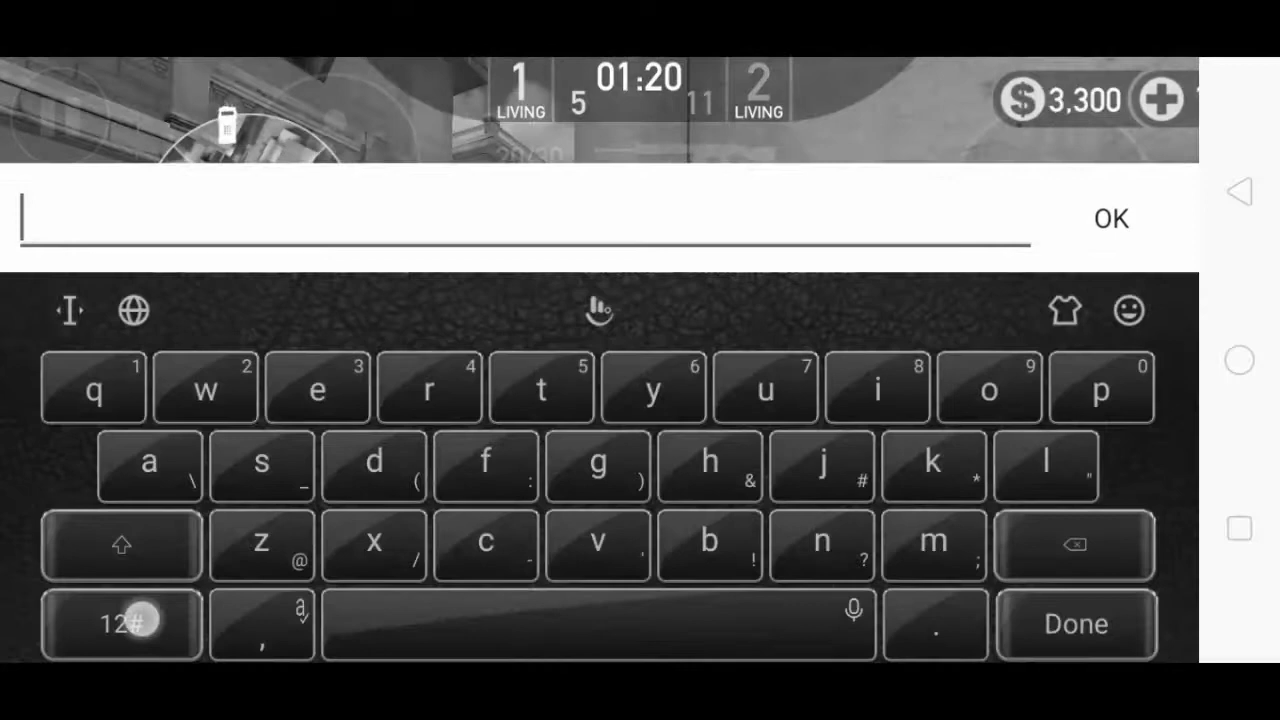 1 01:20 2
LIVING 5 11 LIVING
$ 3,300
OK
q 1 w 2 e 3 r 4 t 5 y 6 u 7 i 8 o 9 p 0
a \ s _ d ( f : g ) h & j # k * l "
z @ x / c - v ' b ! n ? m ;
12# , a . Done